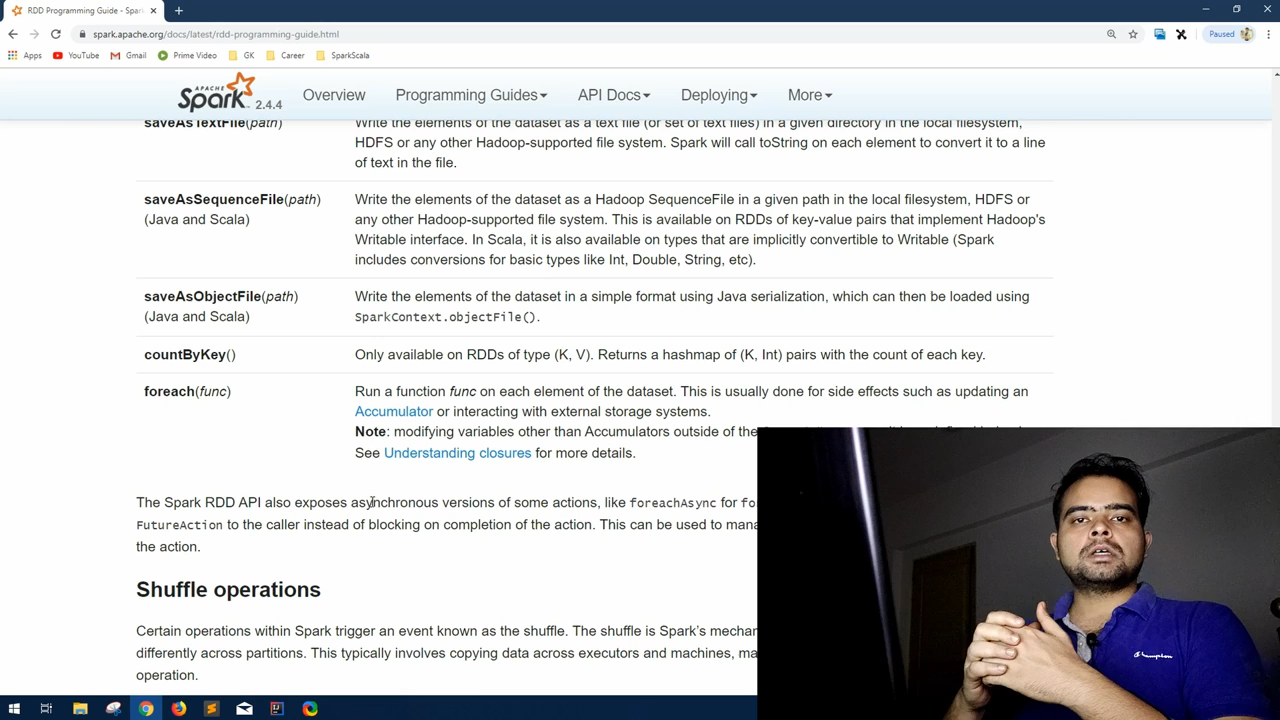 RDD Programming Guide - Spar
spark.apache.org/docs/latest/rdd-programming-guide.html
Paused
Apps YouTube Gmail Prime Video GK Career SparkScala
APACHE
Spark 2.4.4 Overview Programming Guides API Docs Deploying More
saveAsTextFile(path) Write the elements of the dataset as a text file (or set of text files) in a given directory in the local filesystem,
HDFS or any other Hadoop-supported file system. Spark will call toString on each element to convert it to a line
of text in the file.
saveAsSequenceFile(path) Write the elements of the dataset as a Hadoop SequenceFile in a given path in the local filesystem, HDFS or
(Java and Scala) any other Hadoop-supported file system. This is available on RDDs of key-value pairs that implement Hadoop's
Writable interface. In Scala, it is also available on types that are implicitly convertible to Writable (Spark
includes conversions for basic types like Int, Double, String, etc).
saveAsObjectFile(path) Write the elements of the dataset in a simple format using Java serialization, which can then be loaded using
(Java and Scala) SparkContext.objectFile().
countByKey() Only available on RDDs of type (K, V). Returns a hashmap of (K, Int) pairs with the count of each key.
foreach(func) Run a function func on each element of the dataset. This is usually done for side effects such as updating an
Accumulator or interacting with external storage systems.
Note: modifying variables other than Accumulators outside of the
See Understanding closures for more details.
The Spark RDD API also exposes asynchronous versions of some actions, like foreachAsync for
FutureAction to the caller instead of blocking on completion of the action. This can be used to
the action.
Shuffle operations
Certain operations within Spark trigger an event known as the shuffle. The shuffle is Spark's
differently across partitions. This typically involves copying data across executors and machines,
operation.
Champion